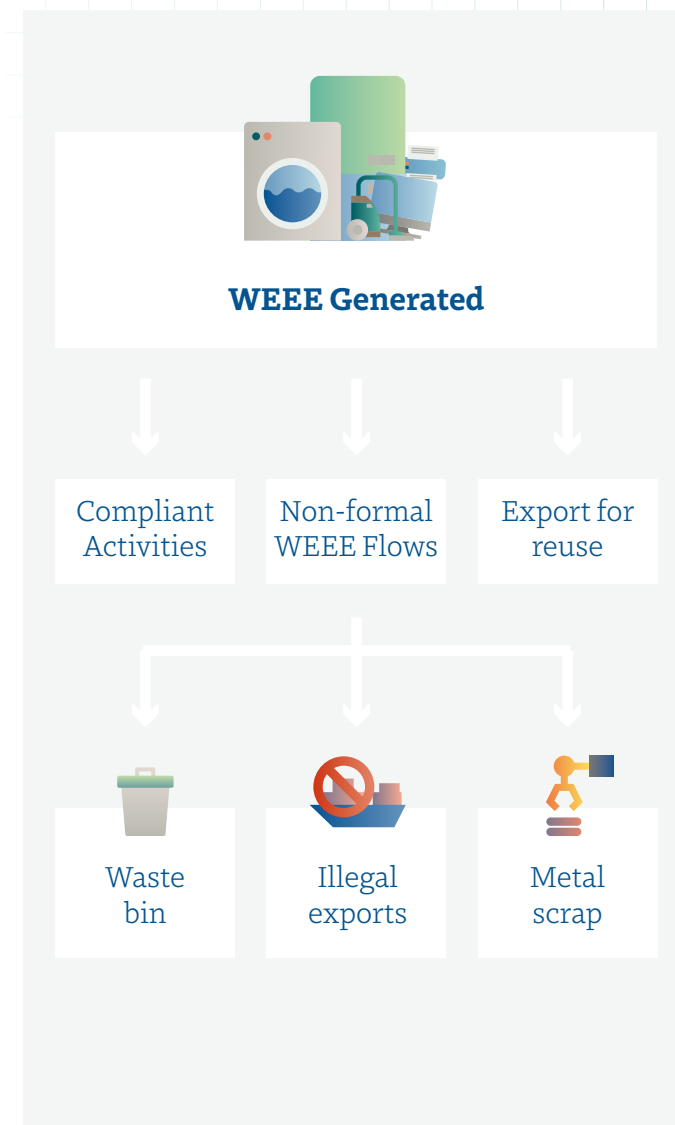 WEEE Generated
Compliant
Activities
Non-formal
WEEE Flows
Export for
reuse
Waste
bin
Illegal
exports
Metal
scrap